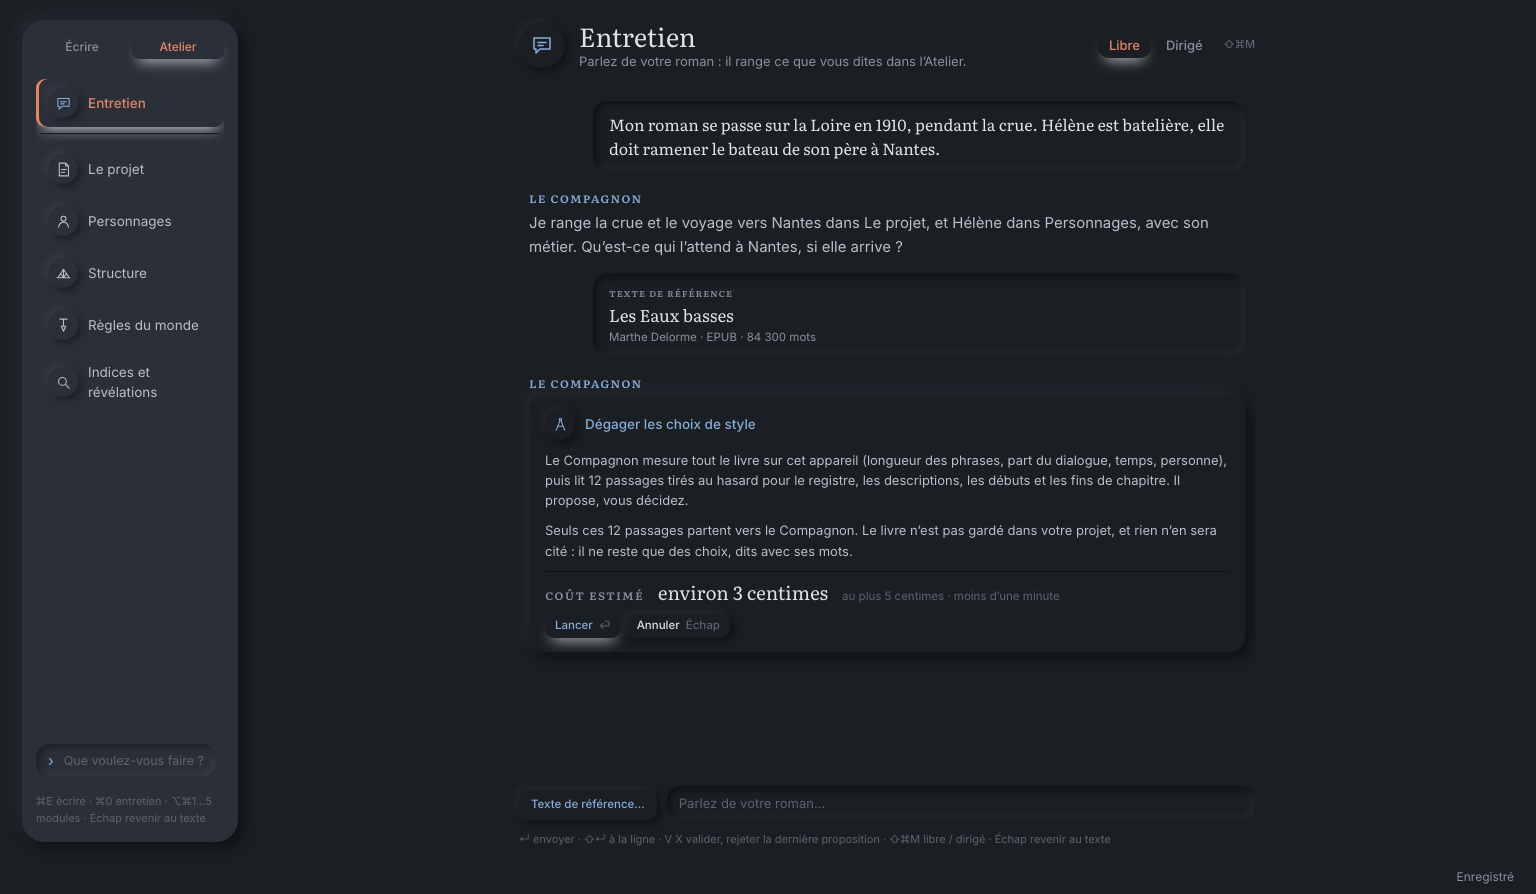 Écrire
Atelier
Entretien
Le projet
Personnages
Structure
Règles du monde
Indices et
révélations
› Que voulez-vous faire ?
⌘E écrire · ⌘0 entretien · ⌥⌘1…5
modules · Échap revenir au texte
Entretien
Parlez de votre roman : il range ce que vous dites dans l’Atelier.
Libre
Dirigé
⇧⌘M
Mon roman se passe sur la Loire en 1910, pendant la crue. Hélène est batelière, elle
doit ramener le bateau de son père à Nantes.
LE COMPAGNON
Je range la crue et le voyage vers Nantes dans Le projet, et Hélène dans Personnages, avec son
métier. Qu’est-ce qui l’attend à Nantes, si elle arrive ?
TEXTE DE RÉFÉRENCE
Les Eaux basses
Marthe Delorme · EPUB · 84 300 mots
LE COMPAGNON
Dégager les choix de style
Le Compagnon mesure tout le livre sur cet appareil (longueur des phrases, part du dialogue, temps, personne),
puis lit 12 passages tirés au hasard pour le registre, les descriptions, les débuts et les fins de chapitre. Il
propose, vous décidez.
Seuls ces 12 passages partent vers le Compagnon. Le livre n’est pas gardé dans votre projet, et rien n’en sera
cité : il ne reste que des choix, dits avec ses mots.
COÛT ESTIMÉ environ 3 centimes au plus 5 centimes · moins d’une minute
Lancer ⏎
Annuler Échap
Texte de référence…
Parlez de votre roman…
↵ envoyer · ⇧↵ à la ligne · V X valider, rejeter la dernière proposition · ⇧⌘M libre / dirigé · Échap revenir au texte
Enregistré